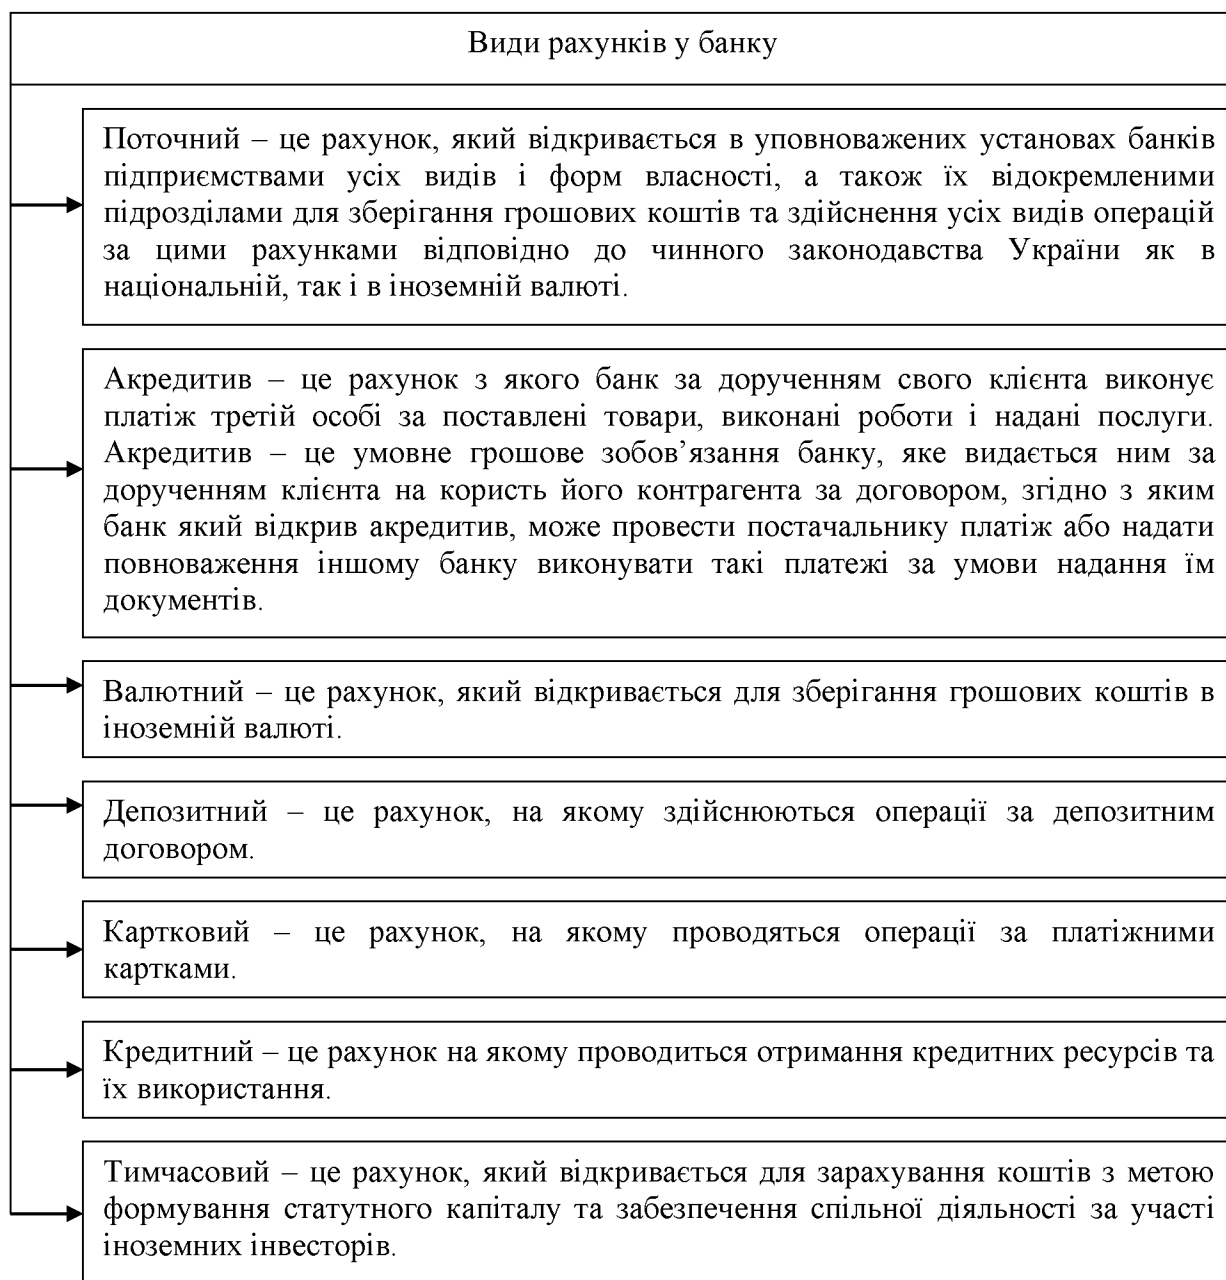 Види рахунків у банку
Поточний – це рахунок, який відкривається в уповноважених установах банків
підприємствами усіх видів і форм власності, а також їх відокремленими
підрозділами для зберігання грошових коштів та здійснення усіх видів операцій
за цими рахунками відповідно до чинного законодавства України як в
національній, так і в іноземній валюті.
Акредитив – це рахунок з якого банк за дорученням свого клієнта виконує
платіж третій особі за поставлені товари, виконані роботи і надані послуги.
Акредитив – це умовне грошове зобов’язання банку, яке видається ним за
дорученням клієнта на користь його контрагента за договором, згідно з яким
банк який відкрив акредитив, може провести постачальнику платіж або надати
повноваження іншому банку виконувати такі платежі за умови надання їм
документів.
Валютний – це рахунок, який відкривається для зберігання грошових коштів в
іноземній валюті.
Депозитний – це рахунок, на якому здійснюються операції за депозитним
договором.
Картковий – це рахунок, на якому проводяться операції за платіжними
картками.
Кредитний – це рахунок на якому проводиться отримання кредитних ресурсів та
їх використання.
Тимчасовий – це рахунок, який відкривається для зарахування коштів з метою
формування статутного капіталу та забезпечення спільної діяльності за участі
іноземних інвесторів.